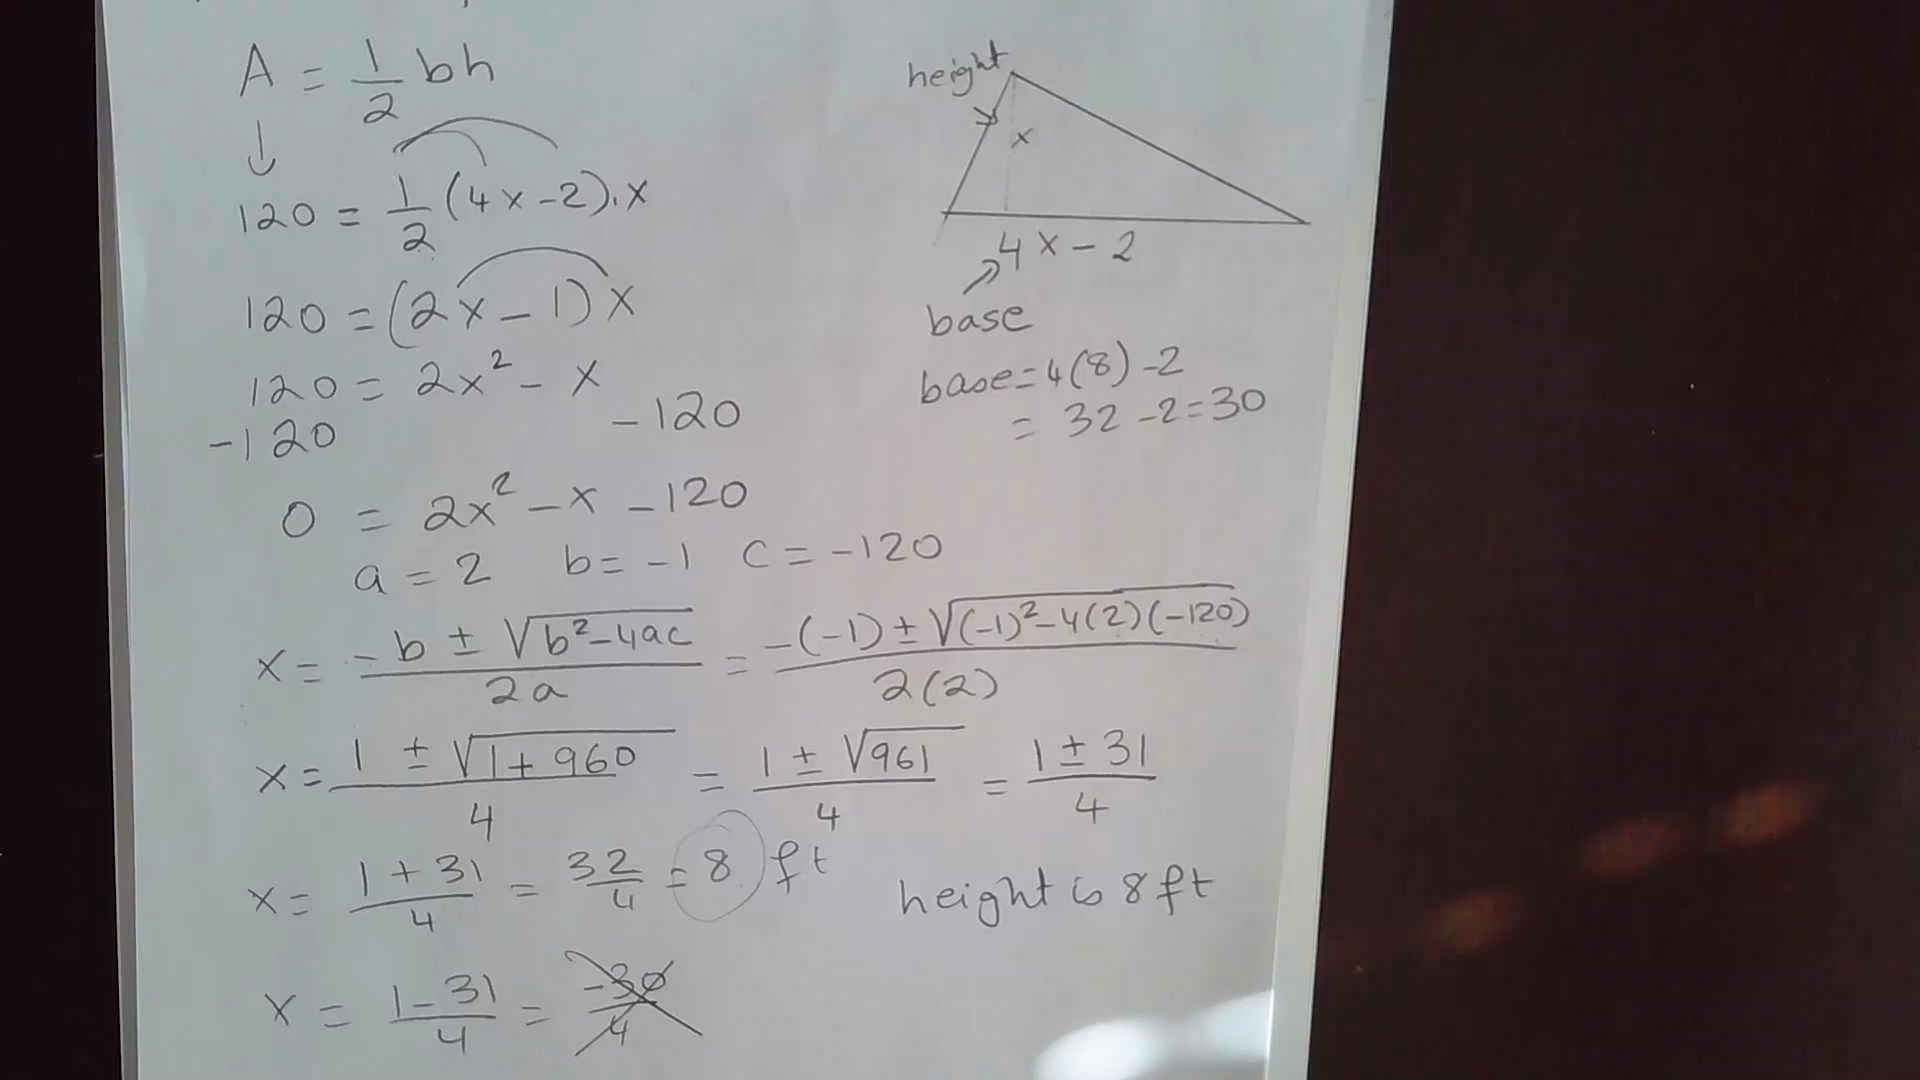 A = 1/2 bh
height
x
120 = 1/2 (4x-2).x
4x-2
base
120 = (2x-1)x
base = 4(8)-2
120 = 2x² - x
= 32-2=30
-120 -120
0 = 2x² - x - 120
a = 2 b = -1 c = -120
x = -b ± √b²-4ac / 2a = -(-1) ± √(-1)²-4(2)(-120) / 2(2)
x = 1 ± √1+960 / 4 = 1 ± √961 / 4 = 1 ± 31 / 4
x = 1+31 / 4 = 32/4 = 8 ft height is 8 ft
x = 1-31 / 4 = -30/4